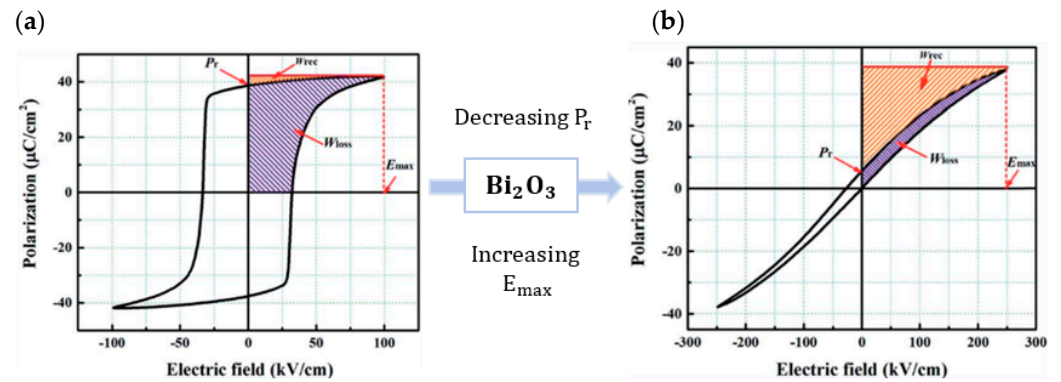 (a)
Pr
Wrec
40
20
0
-20
-40
Wloss
Emax
-100
-50
0
50
100
Polarization (μC/cm²)
Electric field (kV/cm)
Decreasing Pr
Bi₂O₃
Increasing
Emax
(b)
40
20
0
-20
-40
Wrec
Pr
Wloss
Emax
-300
-200
-100
0
100
200
300
Polarization (μC/cm²)
Electric field (kV/cm)